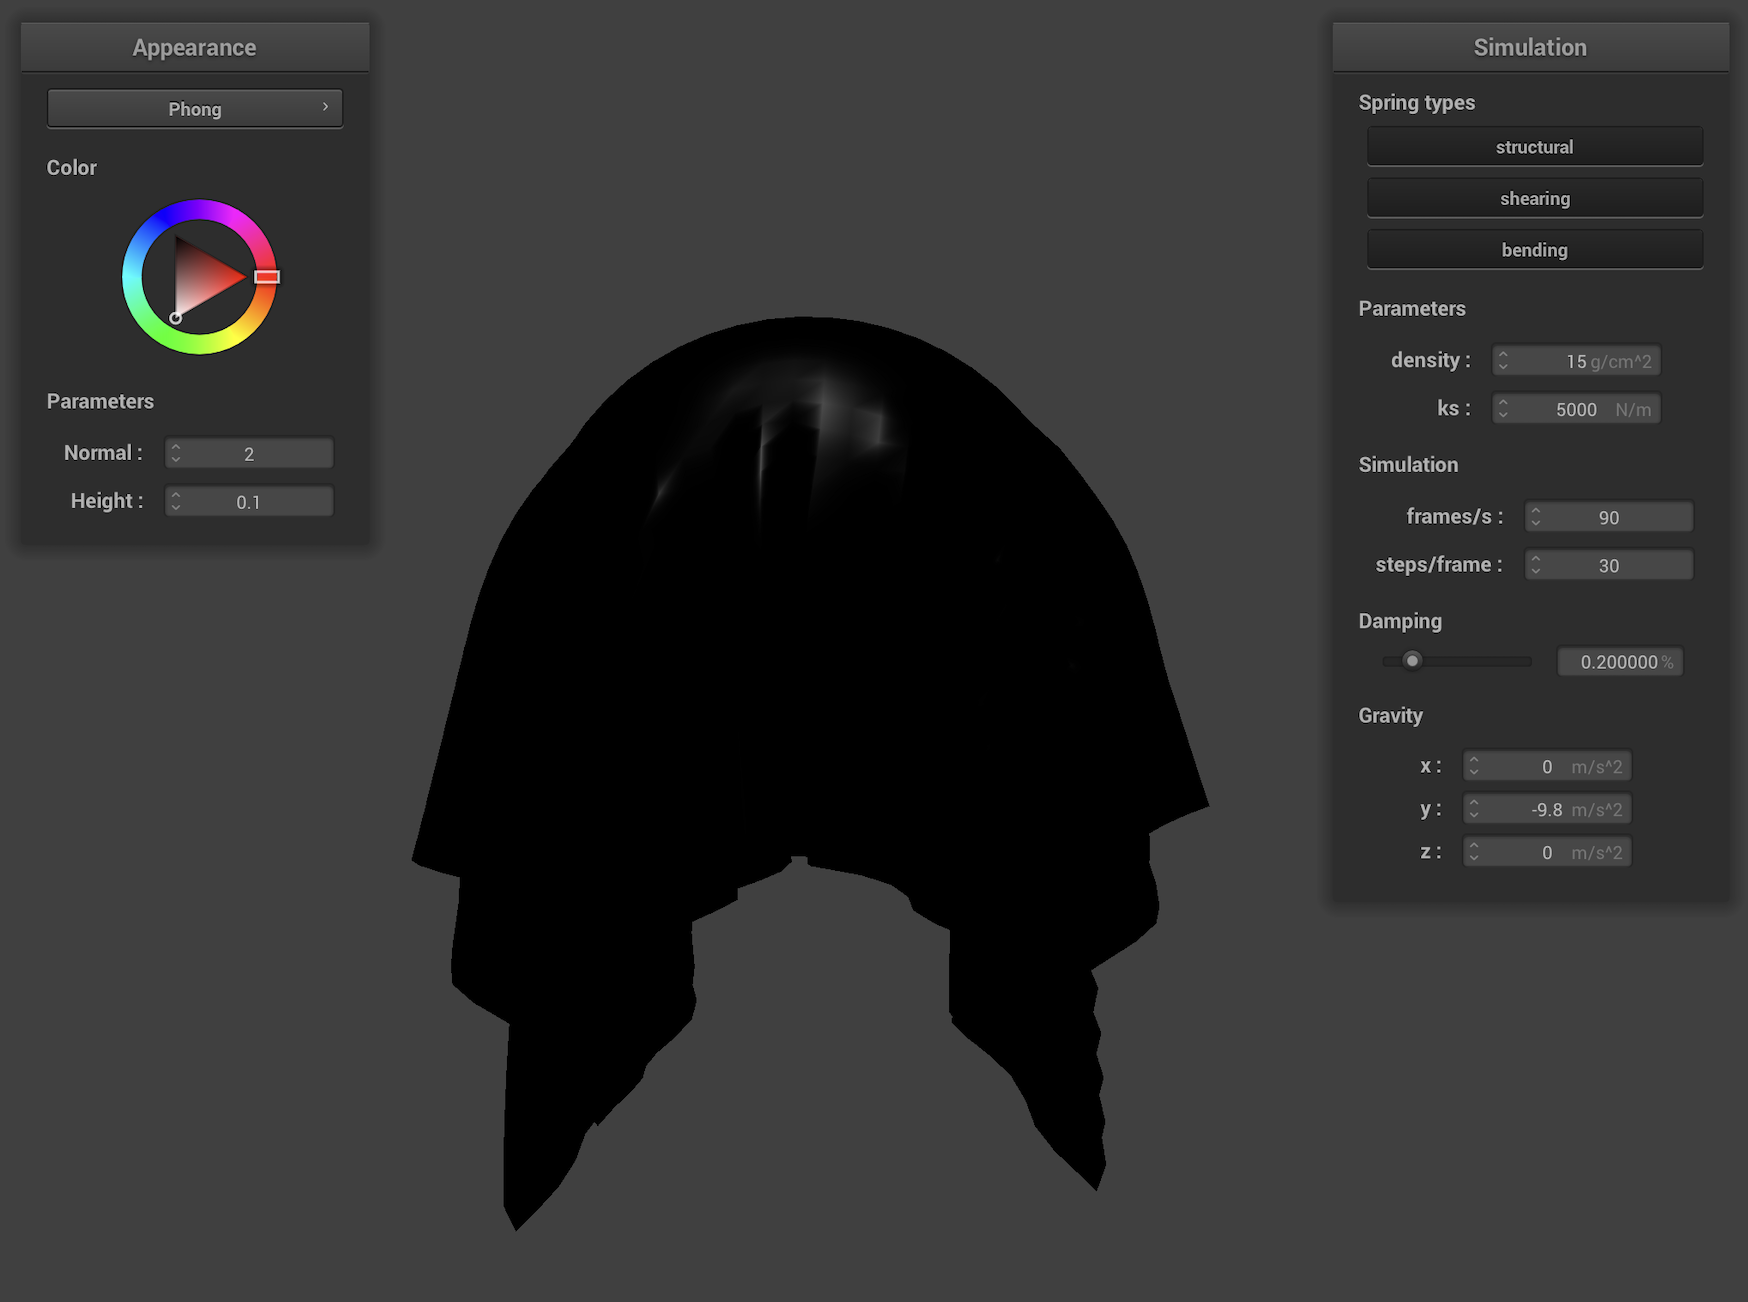 Appearance
Phong
Color
Parameters
Normal : 2
Height : 0.1
Simulation
Spring types
structural
shearing
bending
Parameters
density : 15 g/cm^2
ks : 5000 N/m
Simulation
frames/s : 90
steps/frame : 30
Damping
0.200000 %
Gravity
x : 0 m/s^2
y : -9.8 m/s^2
z : 0 m/s^2